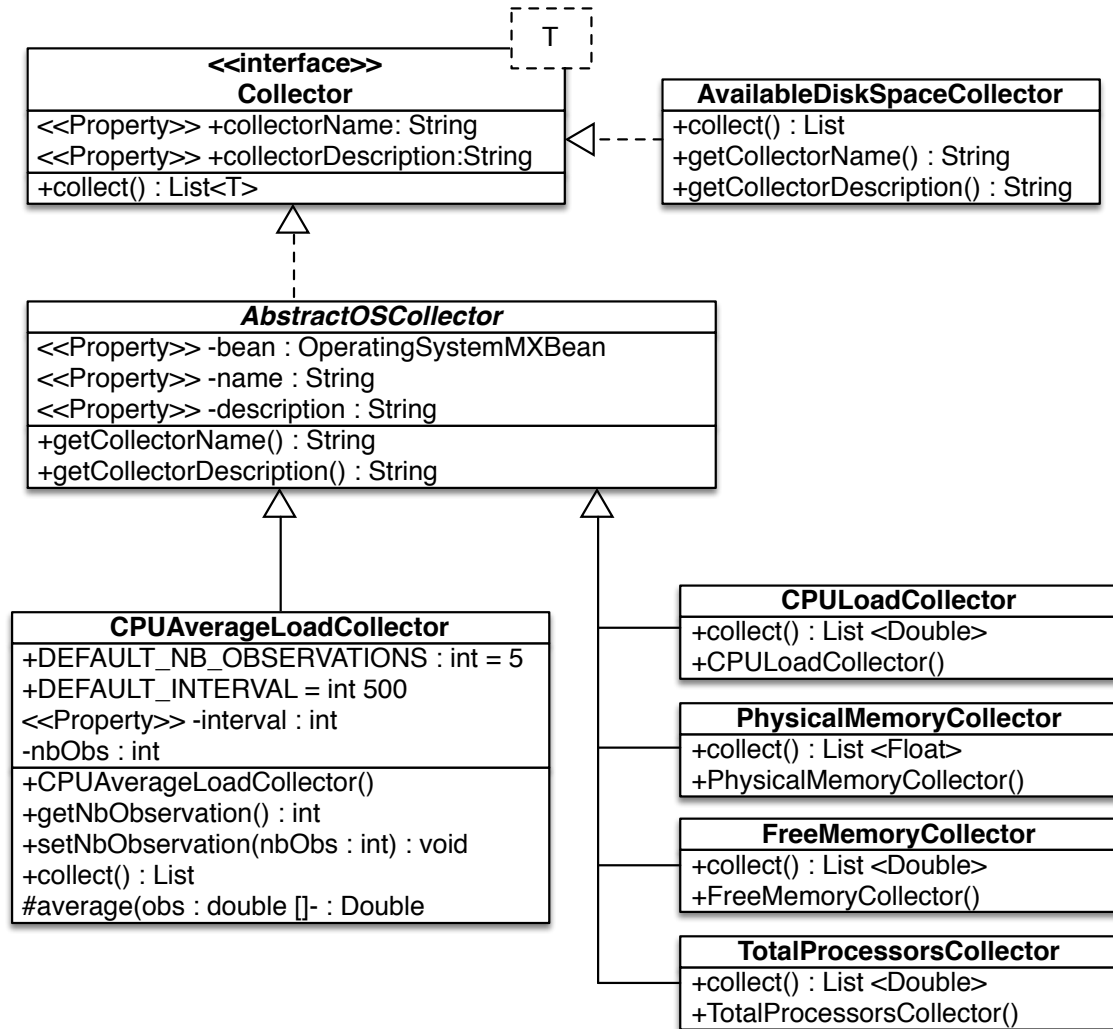 T
<<interface>>
Collector
<<Property>> +collectorName: String
<<Property>> +collectorDescription:String
+collect() : List<T>
AvailableDiskSpaceCollector
+collect() : List
+getCollectorName() : String
+getCollectorDescription() : String
AbstractOSCollector
<<Property>> -bean : OperatingSystemMXBean
<<Property>> -name : String
<<Property>> -description : String
+getCollectorName() : String
+getCollectorDescription() : String
CPUAverageLoadCollector
+DEFAULT_NB_OBSERVATIONS : int = 5
+DEFAULT_INTERVAL = int 500
<<Property>> -interval : int
-nbObs : int
+CPUAverageLoadCollector()
+getNbObservation() : int
+setNbObservation(nbObs : int) : void
+collect() : List
#average(obs : double []- : Double
CPULoadCollector
+collect() : List <Double>
+CPULoadCollector()
PhysicalMemoryCollector
+collect() : List <Float>
+PhysicalMemoryCollector()
FreeMemoryCollector
+collect() : List <Double>
+FreeMemoryCollector()
TotalProcessorsCollector
+collect() : List <Double>
+TotalProcessorsCollector()